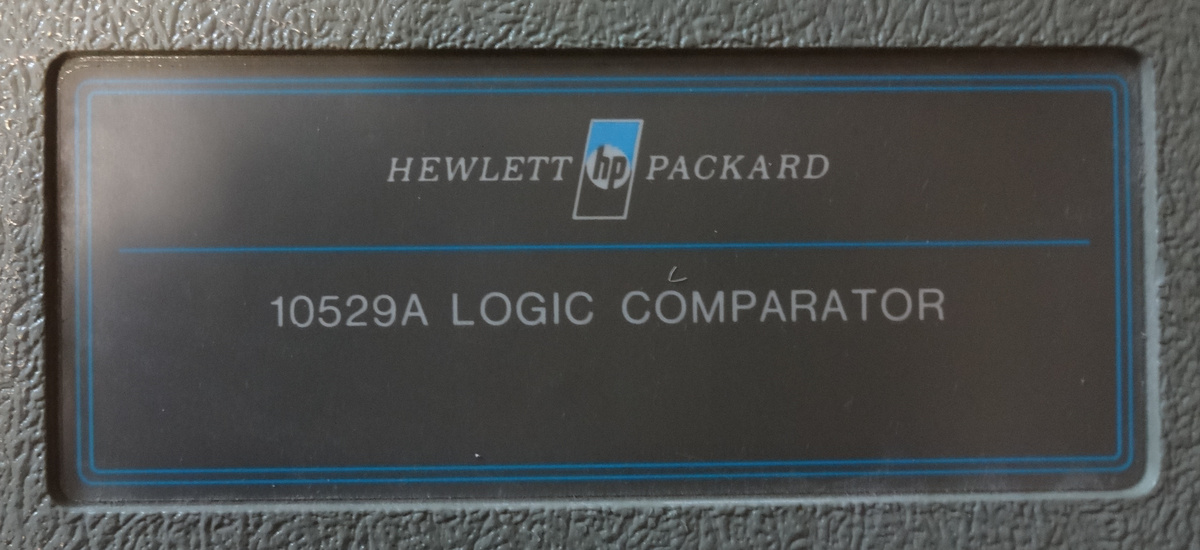 HEWLETT hp PACKARD
10529A LOGIC COMPARATOR